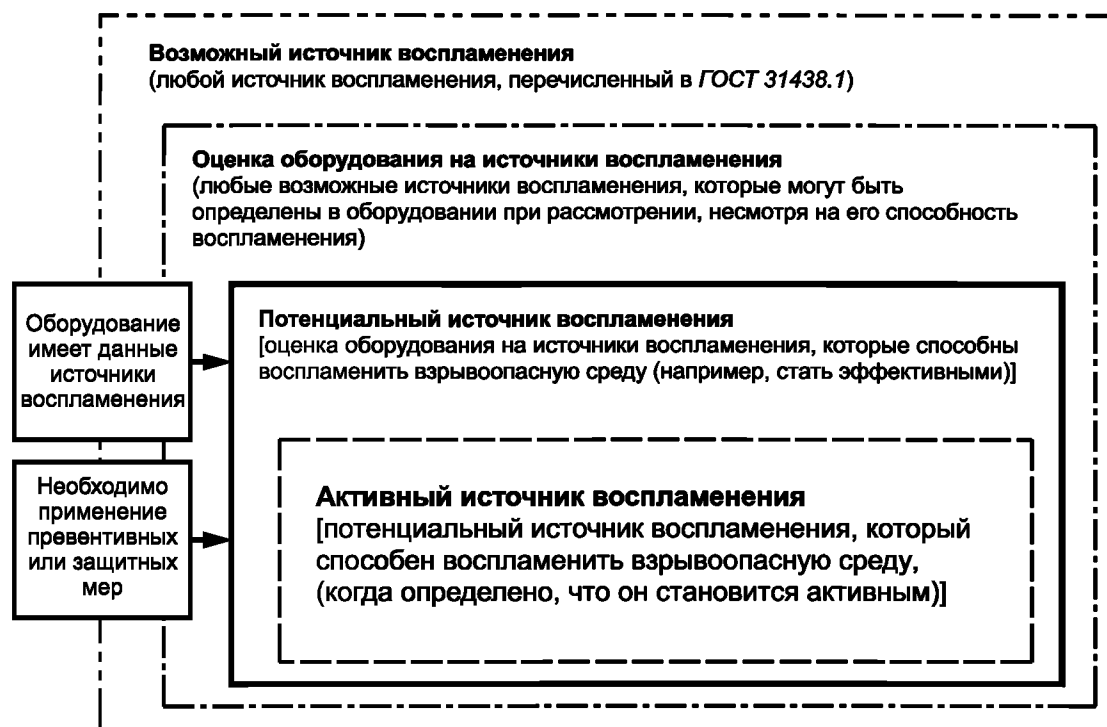 Возможный источник воспламенения
(любой источник воспламенения, перечисленный в ГОСТ 31438.1)
Оценка оборудования на источники воспламенения
(любые возможные источники воспламенения, которые могут быть
определены в оборудовании при рассмотрении, несмотря на его способность
воспламенения)
Оборудование
имеет данные
источники
воспламенения
Потенциальный источник воспламенения
[оценка оборудования на источники воспламенения, которые способны
воспламенить взрывоопасную среду (например, стать эффективными)]
Необходимо
применение
превентивных
или защитных
мер
Активный источник воспламенения
[потенциальный источник воспламенения, который
способен воспламенить взрывоопасную среду,
(когда определено, что он становится активным)]